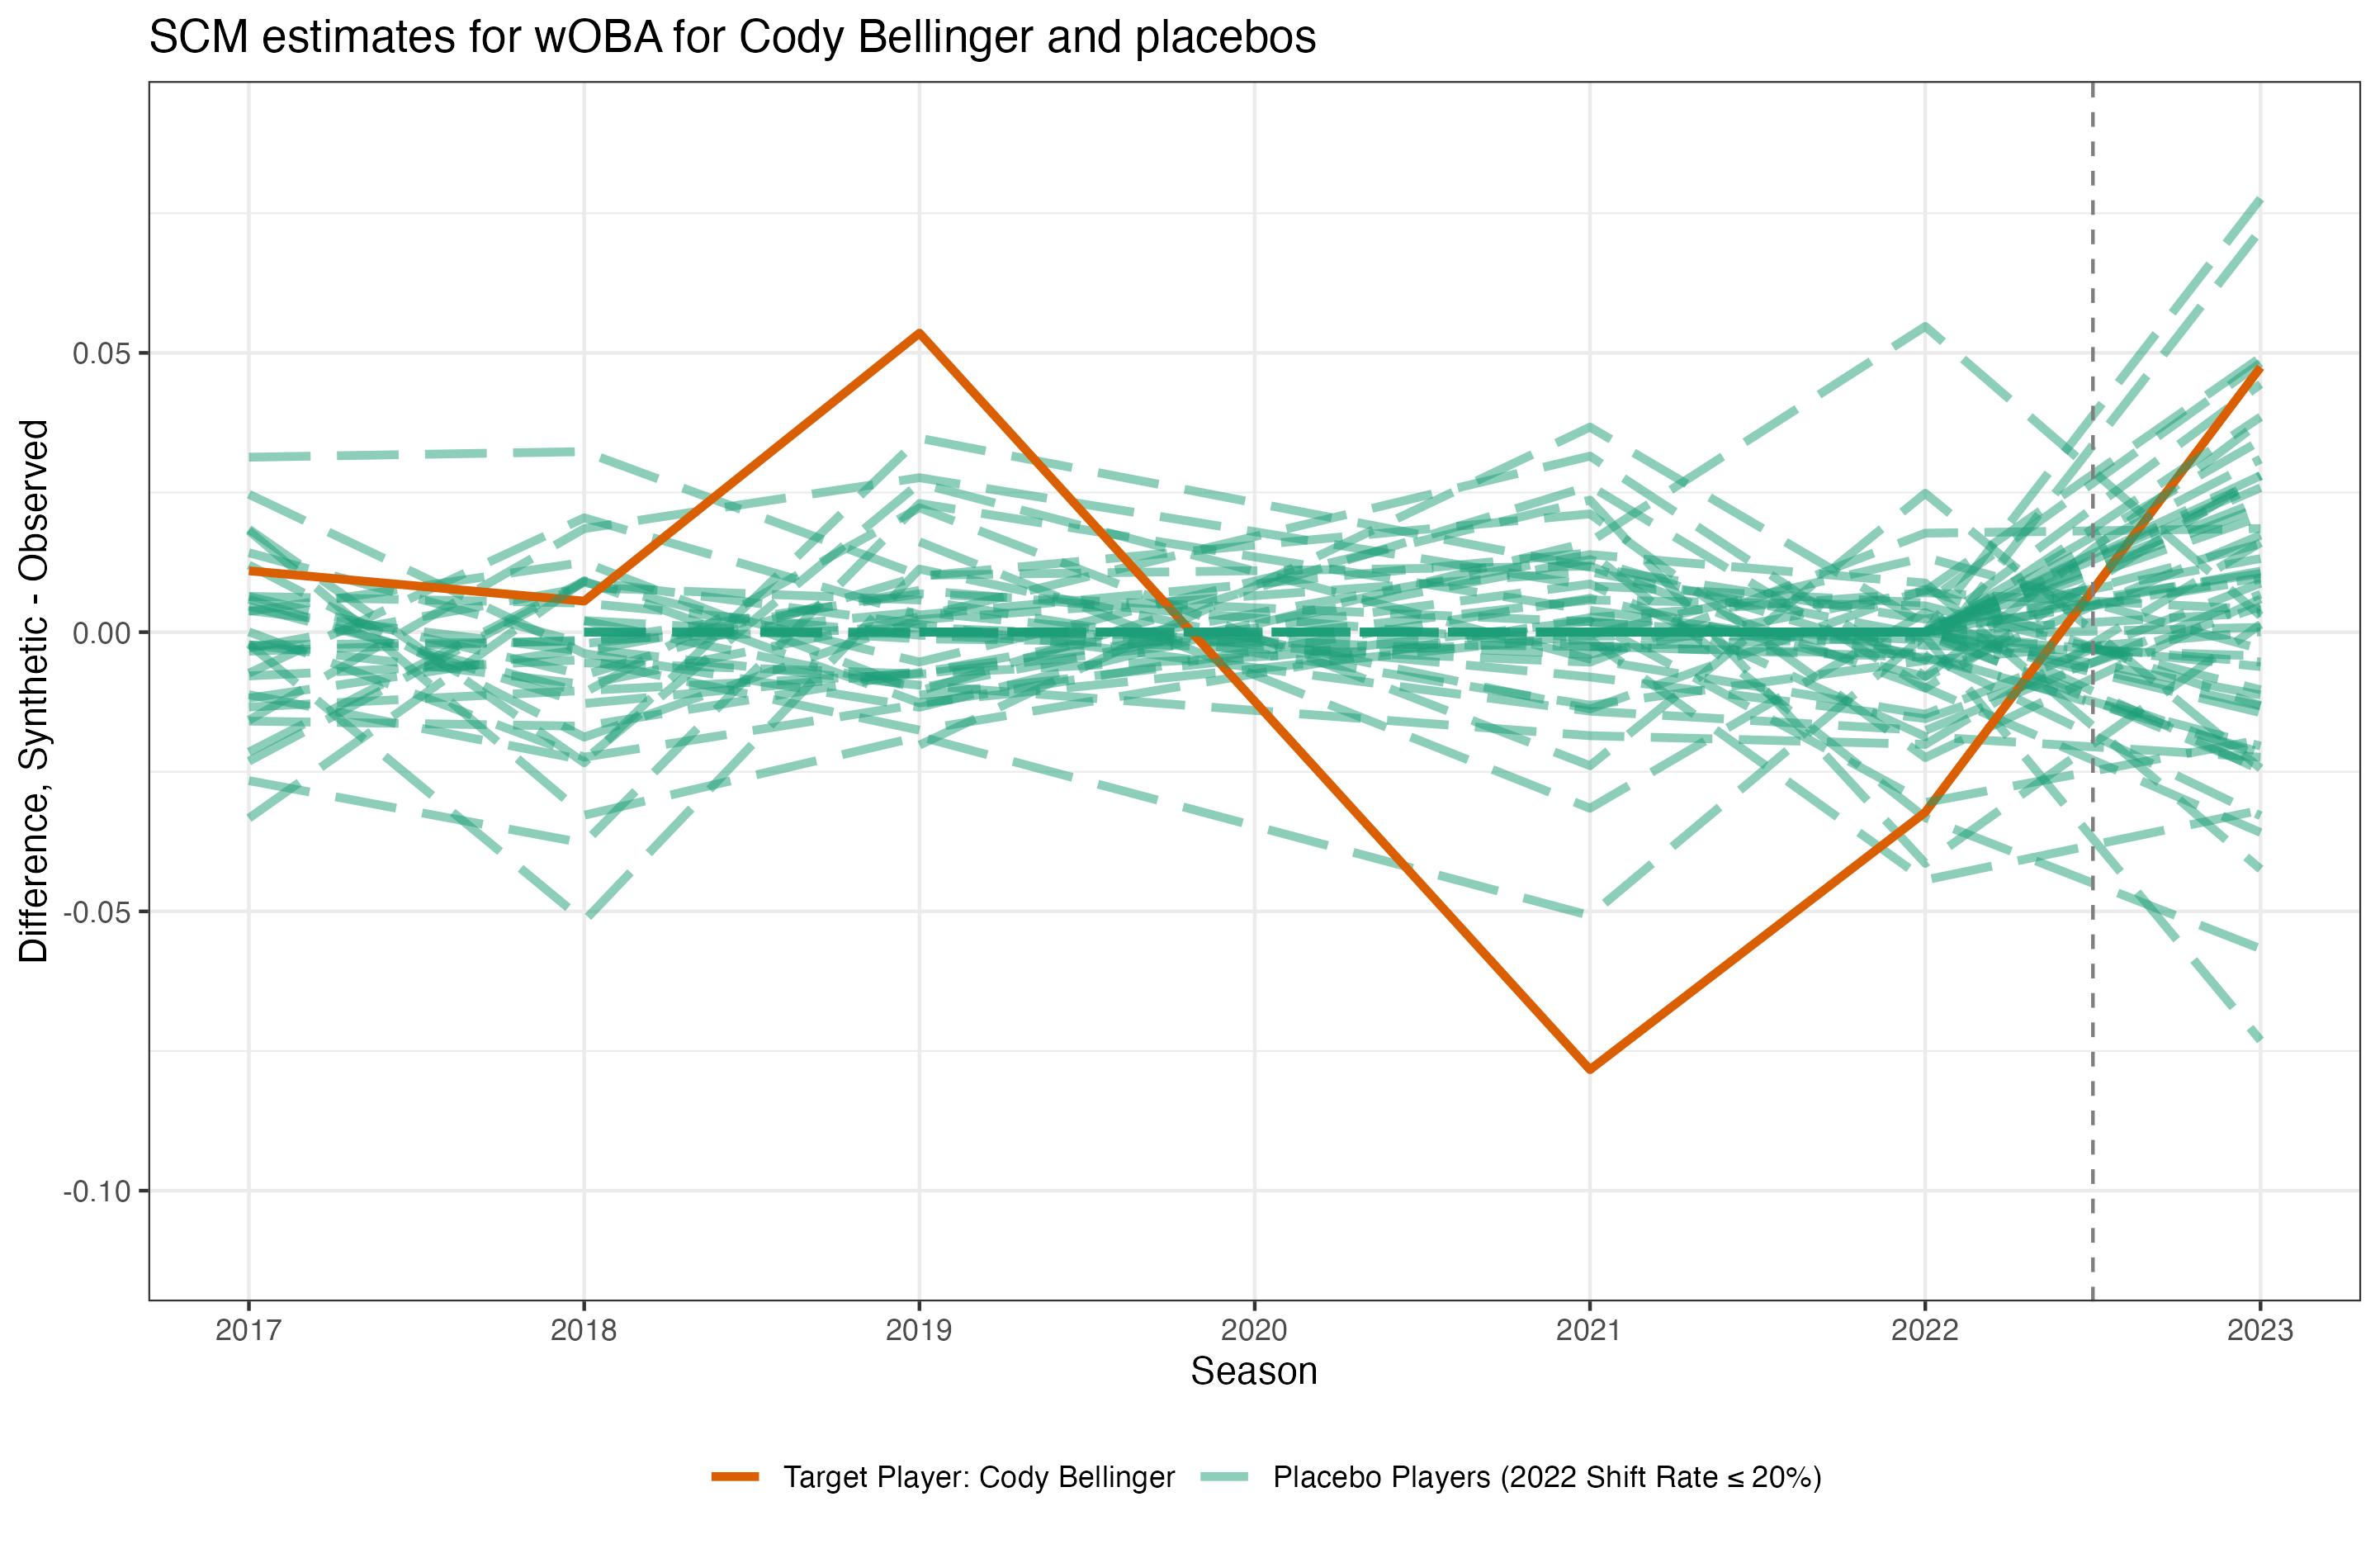 SCM estimates for wOBA for Cody Bellinger and placebos
Difference, Synthetic - Observed
0.05
0.00
-0.05
-0.10
2017 2018 2019 2020 2021 2022 2023
Season
Target Player: Cody Bellinger Placebo Players (2022 Shift Rate ≤ 20%)